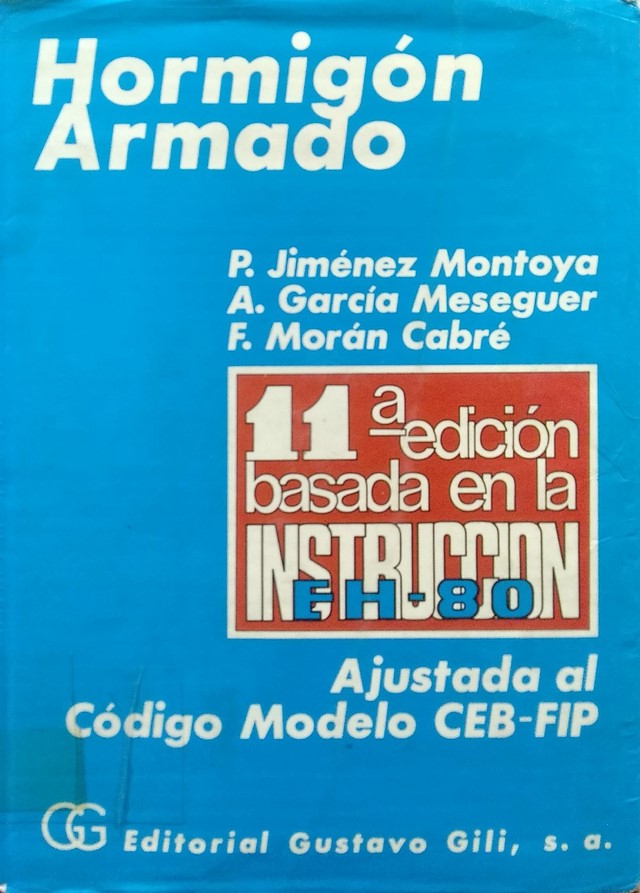 Hormigón
Armado
P. Jiménez Montoya
A. García Meseguer
F. Morán Cabré
11ª edición
basada en la
INSTRUCCION
EH-80
Ajustada al
Código Modelo CEB-FIP
GG Editorial Gustavo Gili, s. a.